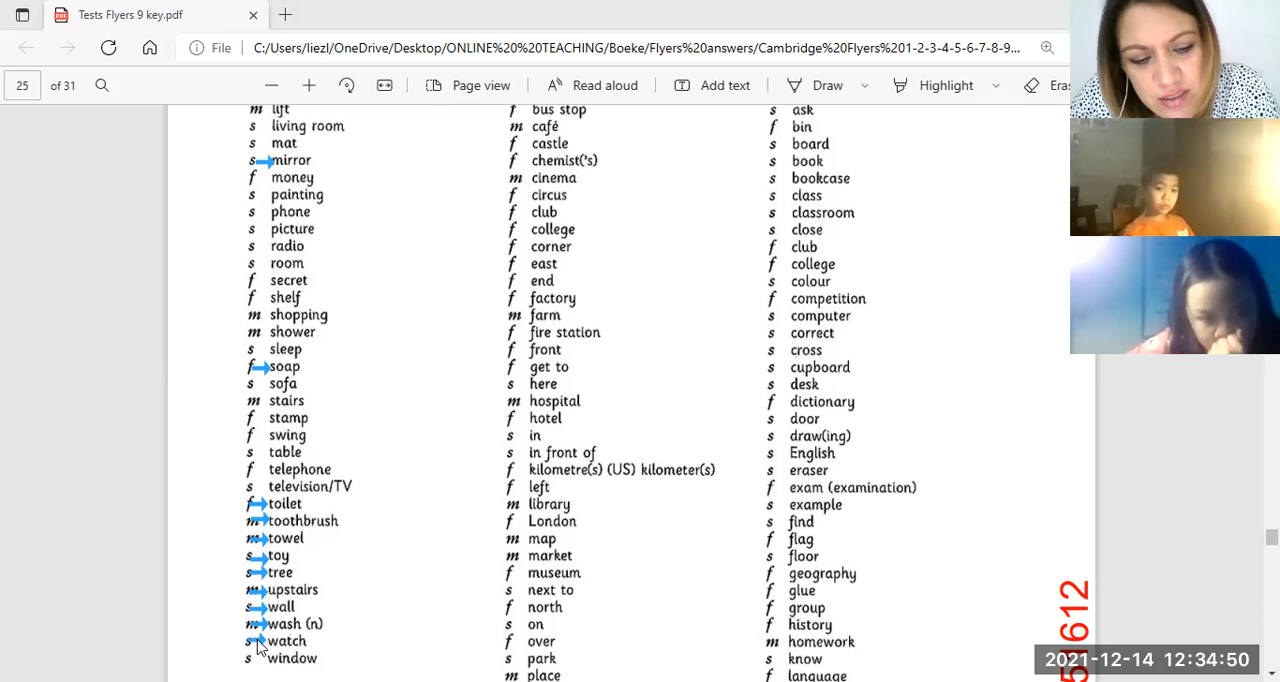 Tests Flyers 9 key.pdf
File C:/Users/liezl/OneDrive/Desktop/ONLINE%20%20TEACHING/Boeke/Flyers%20answers/Cambridge%20Flyers%201-2-3-4-5-6-7-8-9...
25 of 31 Page view Read aloud Add text Draw Highlight Eras
m lift
s living room
s mat
s mirror
f money
s painting
s phone
s picture
s radio
s room
f secret
f shelf
m shopping
m shower
s sleep
f soap
s sofa
m stairs
f stamp
f swing
s table
f telephone
s television/TV
f toilet
m toothbrush
m towel
s toy
s tree
m upstairs
s wall
m wash (n)
s watch
s window
f bus stop
m café
f castle
f chemist('s)
m cinema
f circus
f club
f college
f corner
f east
f end
f factory
m farm
f fire station
f front
f get to
s here
m hospital
f hotel
s in
s in front of
f kilometre(s) (US) kilometer(s)
f left
m library
f London
m map
m market
f museum
s next to
f north
s on
f over
s park
m place
s ask
f bin
s board
s book
s bookcase
s class
s classroom
s close
f club
f college
s colour
f competition
s computer
s correct
s cross
s cupboard
s desk
f dictionary
s door
s draw(ing)
s English
s eraser
f exam (examination)
s example
s find
f flag
s floor
f geography
f glue
f group
f history
m homework
s know
f language
51612
2021-12-14 12:34:50